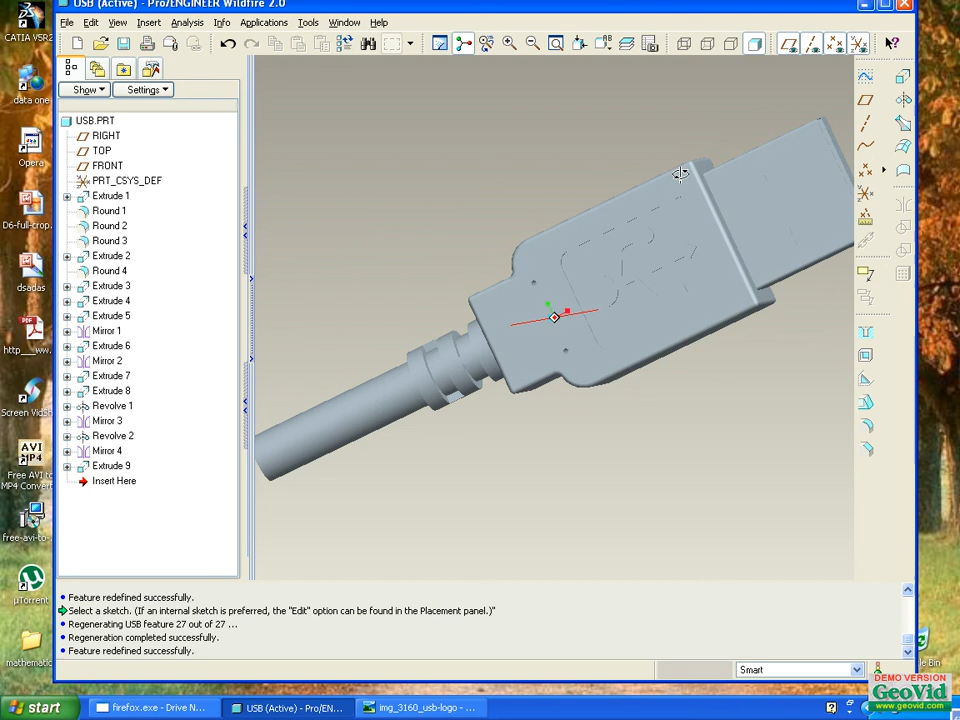 USB (Active) - Pro/ENGINEER Wildfire 2.0
File Edit View Insert Analysis Info Applications Tools Window Help
CATIA VSR2
data one
Opera
D6-full-crop.
dsadas
http___ww.
Screen VidSh
AVI
MP4
Free AVI to
MP4 Convert
free-avi-to-
µTorrent
mathematic
Show
Settings
USB.PRT
RIGHT
TOP
FRONT
PRT_CSYS_DEF
Extrude 1
Round 1
Round 2
Round 3
Extrude 2
Round 4
Extrude 3
Extrude 4
Extrude 5
Mirror 1
Extrude 6
Mirror 2
Extrude 7
Extrude 8
Revolve 1
Mirror 3
Revolve 2
Mirror 4
Extrude 9
Insert Here
Feature redefined successfully.
Select a sketch. (If an internal sketch is preferred, the "Edit" option can be found in the Placement panel.)"
Regenerating USB feature 27 out of 27 ...
Regeneration completed successfully.
Feature redefined successfully.
Smart
le Bin
DEMO VERSION
GeoVid
www.geovid.com
start
firefox.exe - Drive N...
USB (Active) - Pro/EN...
img_3160_usb-logo - ...